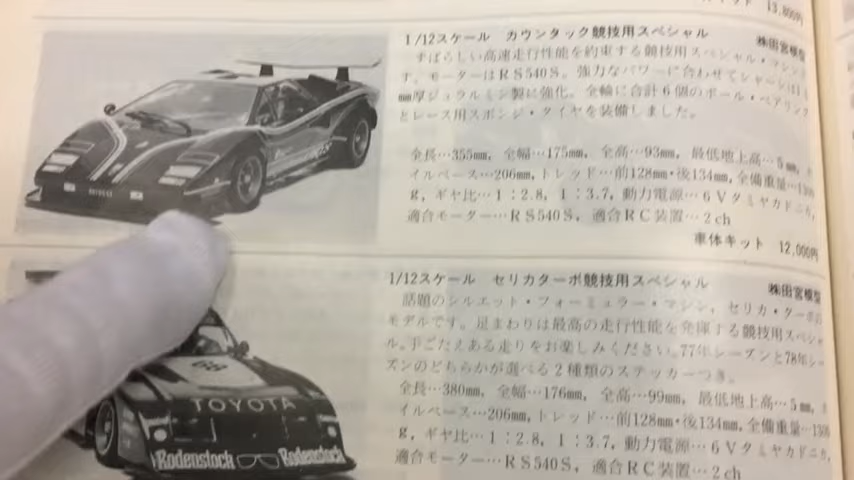 13,800円
1/12スケール カウンタック競技用スペシャル ㈱田宮模型
すばらしい高速走行性能を約束する競技用スペシャル・マシン
す。モーターはRS540S。強力なパワーに合わせてシャーシは
mm厚ジュラルミン製に強化。全輪に合計6個のボール・ベアリング
とレース用スポンジ・タイヤを装備しました。
全長…355mm, 全幅…175mm, 全高…93mm, 最低地上高…5mm,
イルベース…206mm, トレッド…前128mm・後134mm, 全備重量…
g, ギヤ比…1:2.8, 1:3.7, 動力電源…6Vタミヤカドニカ,
適合モーター…RS540S, 適合RC装置…2ch
車体キット 12,000円
1/12スケール セリカターボ競技用スペシャル ㈱田宮模型
話題のシルエット・フォーミュラー・マシン, セリカ・ターボの
モデルです。足まわりは最高の走行性能を発揮する競技用スペシャ
ル。手ごたえある走りをお楽しみください。77年シーズンと78年シー
ズンのどちらかが選べる2種類のステッカーつき。
全長…380mm, 全幅…176mm, 全高…99mm, 最低地上高…5mm,
イルベース…206mm, トレッド…前128mm・後134mm, 全備重量…
g, ギヤ比…1:2.8, 1:3.7, 動力電源…6Vタミヤカドニカ,
適合モーター…RS540S, 適合RC装置…2ch
TOYOTA
Rodenstock Rodenstock